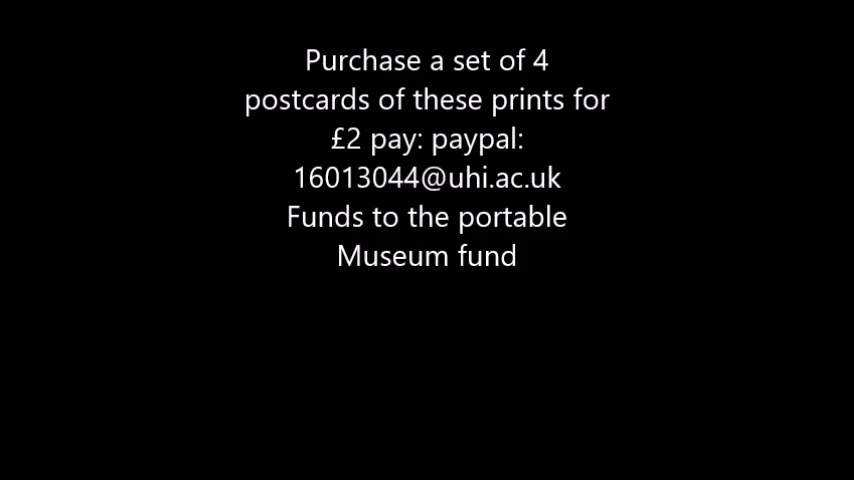 Purchase a set of 4
postcards of these prints for
£2 pay: paypal:
16013044@uhi.ac.uk
Funds to the portable
Museum fund